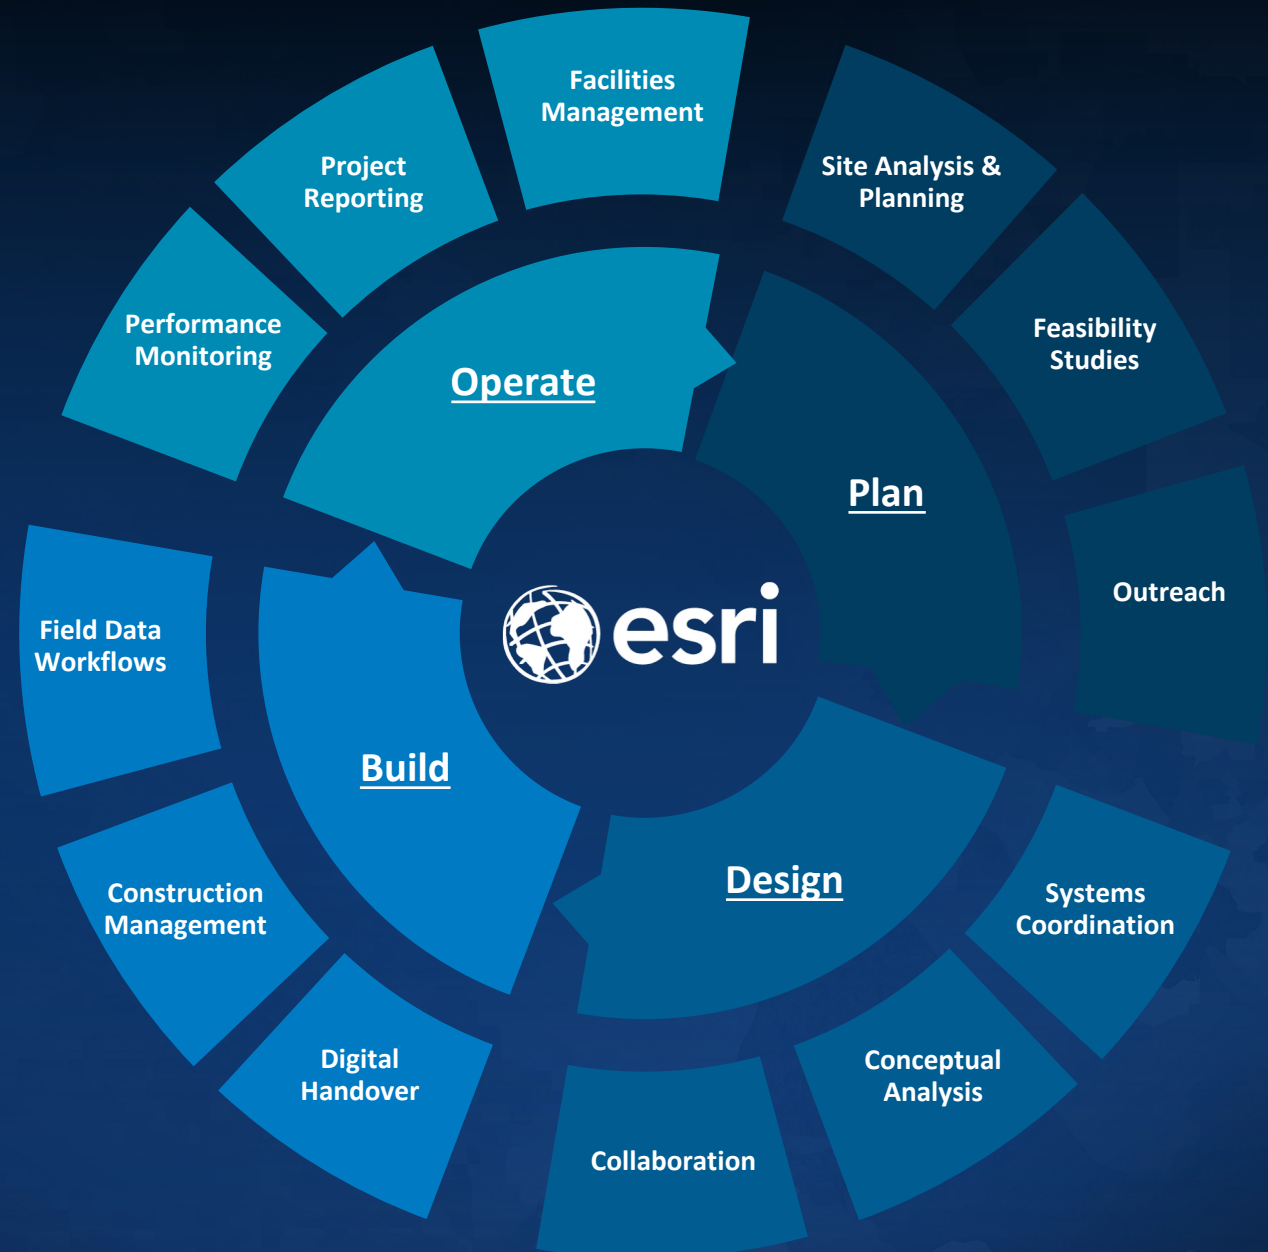 Facilities
Management
Site Analysis &
Planning
Project
Reporting
Feasibility
Studies
Performance
Monitoring
Operate
Plan
Outreach
esri
Field Data
Workflows
Build
Design
Construction
Management
Systems
Coordination
Digital
Handover
Conceptual
Analysis
Collaboration